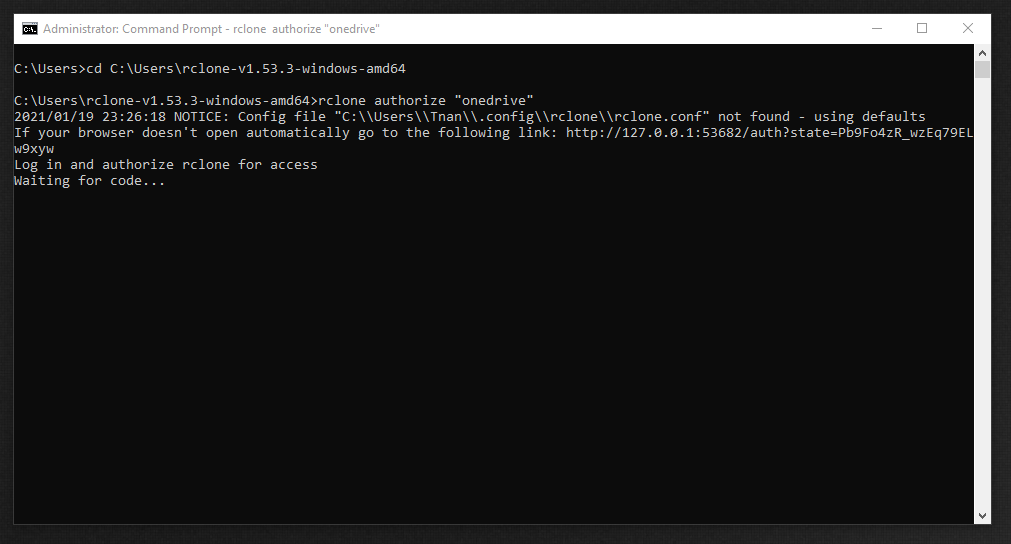 Administrator: Command Prompt - rclone  authorize "onedrive"
C:\Users>cd C:\Users\rclone-v1.53.3-windows-amd64
C:\Users\rclone-v1.53.3-windows-amd64>rclone authorize "onedrive"
2021/01/19 23:26:18 NOTICE: Config file "C:\\Users\\Tnan\\.config\\rclone\\rclone.conf" not found - using defaults
If your browser doesn't open automatically go to the following link: http://127.0.0.1:53682/auth?state=Pb9Fo4zR_wzEq79EL
w9xyw
Log in and authorize rclone for access
Waiting for code...